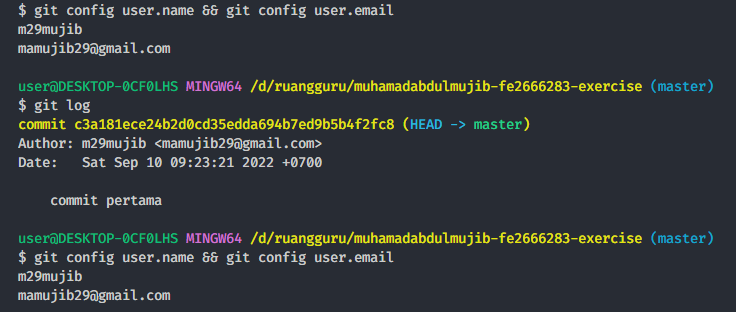 $ git config user.name && git config user.email
m29mujib
mamujib29@gmail.com
user@DESKTOP-0CF0LHS MINGW64 /d/ruangguru/muhamadabdulmujib-fe2666283-exercise (master)
$ git log
commit c3a181ece24b2d0cd35edda694b7ed9b5b4f2fc8 (HEAD -> master)
Author: m29mujib <mamujib29@gmail.com>
Date:   Sat Sep 10 09:23:21 2022 +0700
commit pertama
user@DESKTOP-0CF0LHS MINGW64 /d/ruangguru/muhamadabdulmujib-fe2666283-exercise (master)
$ git config user.name && git config user.email
m29mujib
mamujib29@gmail.com